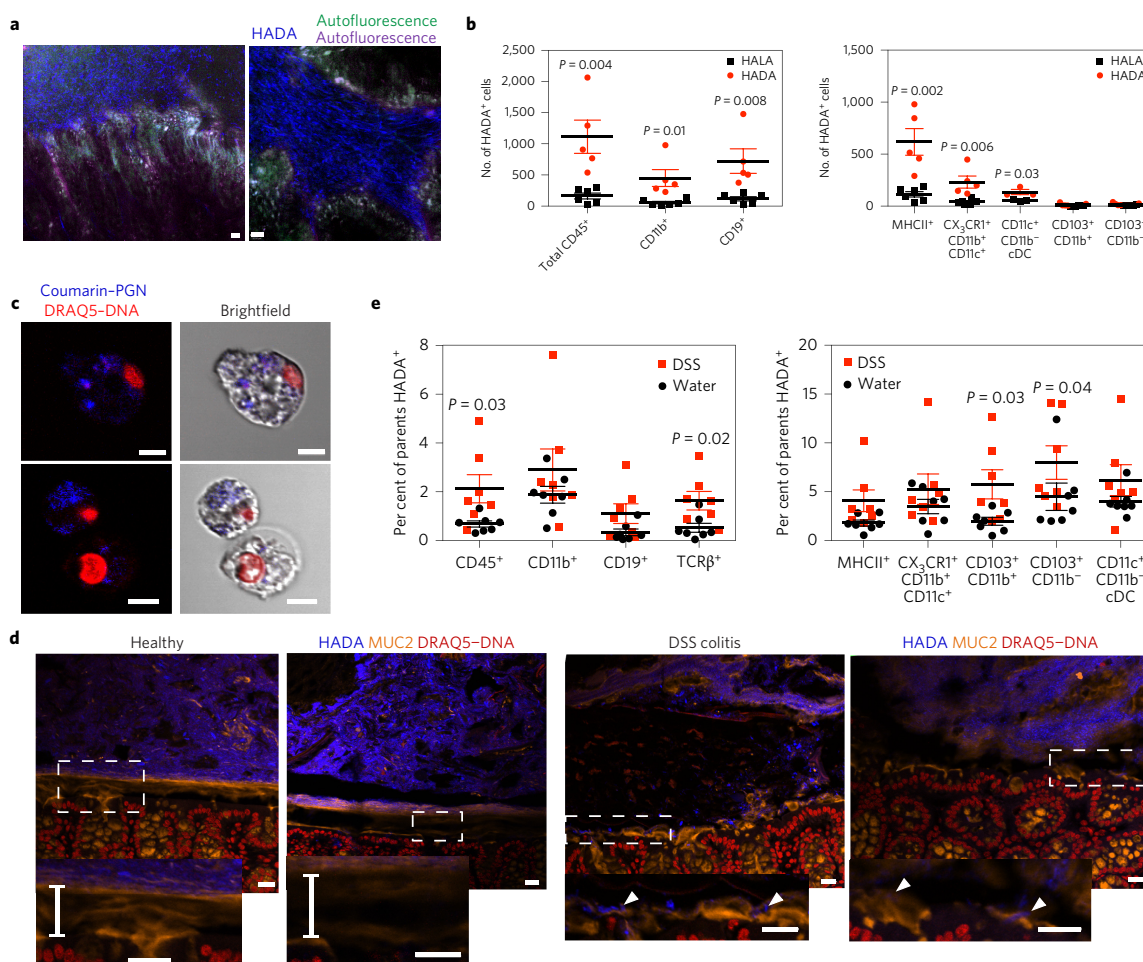 a
HADA
Autofluorescence
Autofluorescence
b
No. of HADA⁺ cells
2,500
2,000
1,500
1,000
500
0
HALA
HADA
P = 0.004
P = 0.01
P = 0.008
Total CD45⁺
CD11b⁺
CD19⁺
No. of HADA⁺ cells
1,500
1,000
500
0
HALA
HADA
P = 0.002
P = 0.006
P = 0.03
MHCII⁺
CX₃CR1⁺
CD11b⁺
CD11c⁺
CD11c⁺
CD11b⁻
cDC
CD103⁺
CD11b⁺
CD103⁺
CD11b⁻
c
Coumarin–PGN
DRAQ5–DNA
Brightfield
e
Per cent of parents HADA⁺
8
6
4
2
0
DSS
Water
P = 0.03
P = 0.02
CD45⁺
CD11b⁺
CD19⁺
TCRβ⁺
Per cent of parents HADA⁺
20
15
10
5
0
DSS
Water
P = 0.03
P = 0.04
MHCII⁺
CX₃CR1⁺
CD11b⁺
CD11c⁺
CD103⁺
CD11b⁺
CD103⁺
CD11b⁻
CD11c⁺
CD11b⁻
cDC
d
Healthy
HADA MUC2 DRAQ5–DNA
DSS colitis
HADA MUC2 DRAQ5–DNA